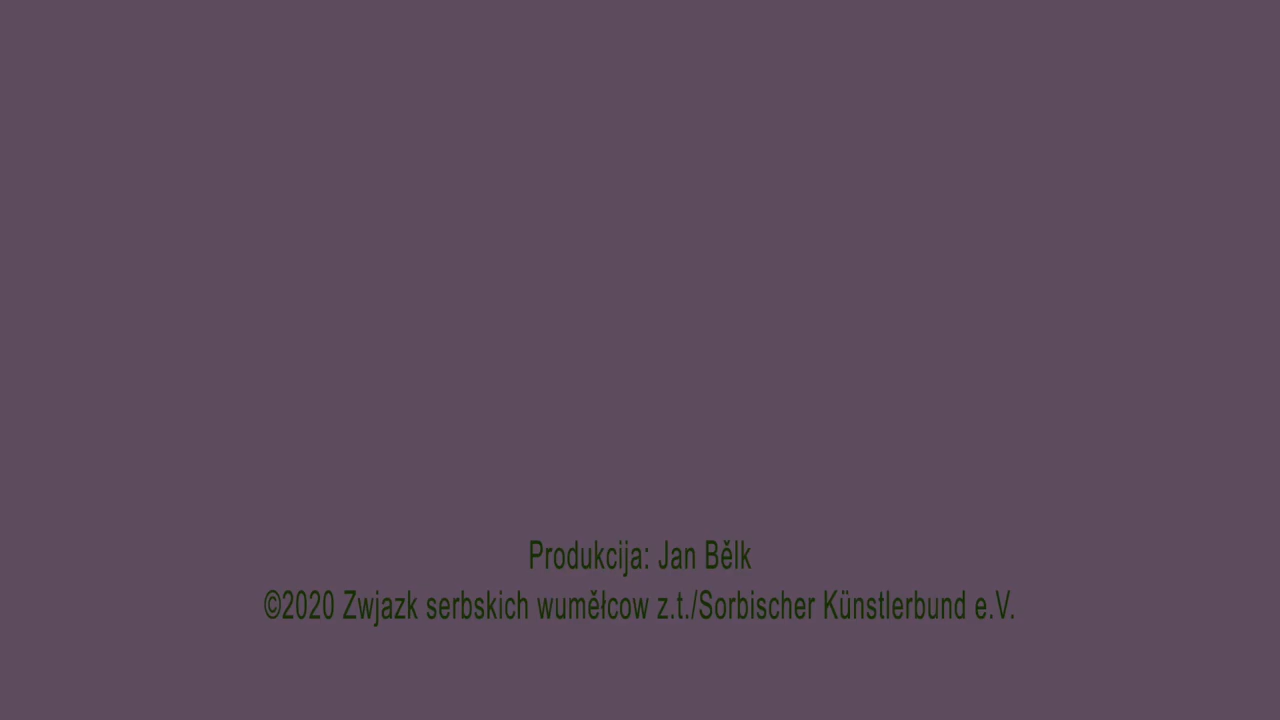 Produkcija: Jan Bělk
©2020 Zwjazk serbskich wuměłcow z.t./Sorbischer Künstlerbund e.V.